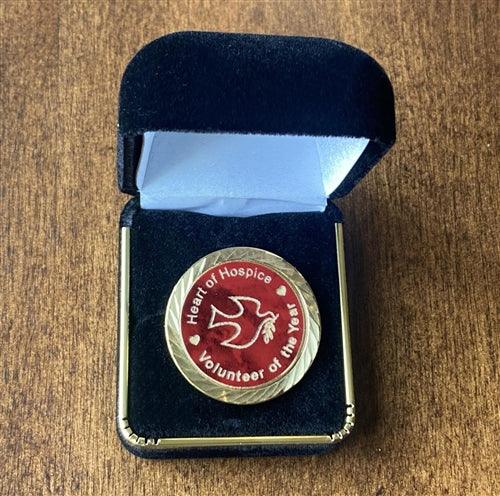 Heart of Hospice
Volunteer of the Year